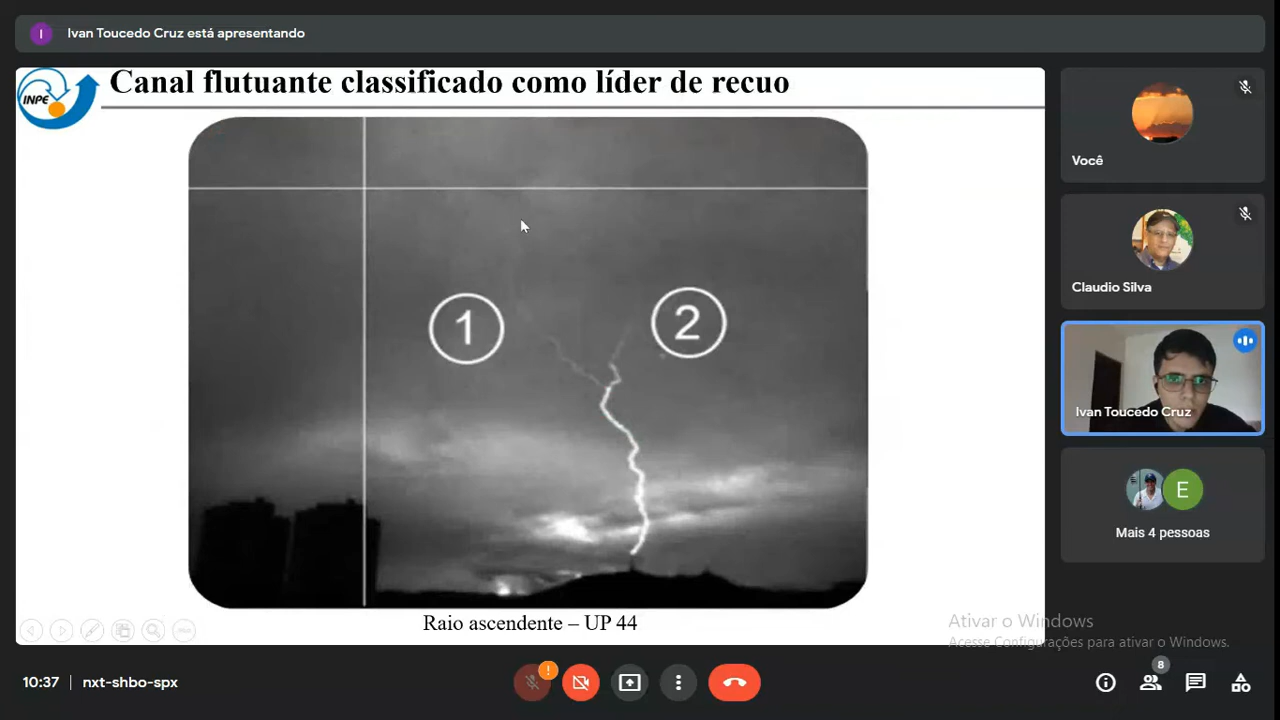 I
Ivan Toucedo Cruz está apresentando
INPE
Canal flutuante classificado como líder de recuo
1
2
Raio ascendente – UP 44
Você
Claudio Silva
Ivan Toucedo Cruz
E
Mais 4 pessoas
Ativar o Windows
Acesse Configurações para ativar o Windows.
10:37 | nxt-shbo-spx
!
8